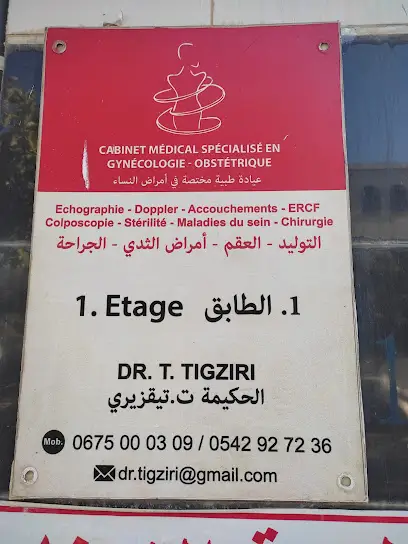 CABINET MÉDICAL SPÉCIALISÉ EN
GYNÉCOLOGIE - OBSTÉTRIQUE
عيادة طبية مختصة في أمراض النساء
Echographie - Doppler - Accouchements - ERCF
Colposcopie - Stérilité - Maladies du sein - Chirurgie
التوليد - العقم - أمراض الثدي - الجراحة
1. Etage 1. الطابق
DR. T. TIGZIRI
الحكيمة ت.تيقزيري
Mob. 0675 00 03 09 / 0542 92 72 36
dr.tigziri@gmail.com